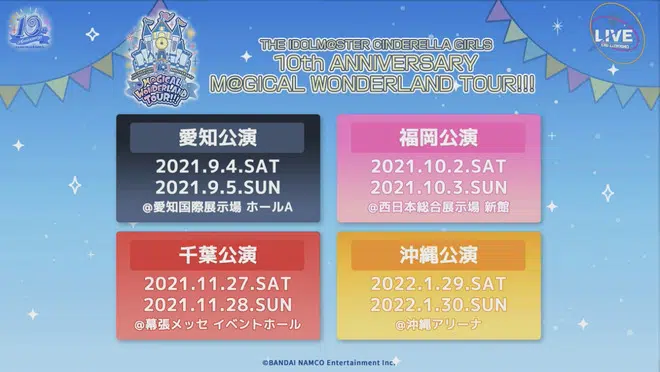 10
M@GICAL
WONDERLAND
TOUR!!!
THE IDOLM@STER CINDERELLA GIRLS
10th ANNIVERSARY
M@GICAL WONDERLAND TOUR!!!
LIVE
愛知公演
2021.9.4.SAT
2021.9.5.SUN
@愛知国際展示場 ホールA
福岡公演
2021.10.2.SAT
2021.10.3.SUN
@西日本総合展示場 新館
千葉公演
2021.11.27.SAT
2021.11.28.SUN
@幕張メッセ イベントホール
沖縄公演
2022.1.29.SAT
2022.1.30.SUN
@沖縄アリーナ
©BANDAI NAMCO Entertainment Inc.